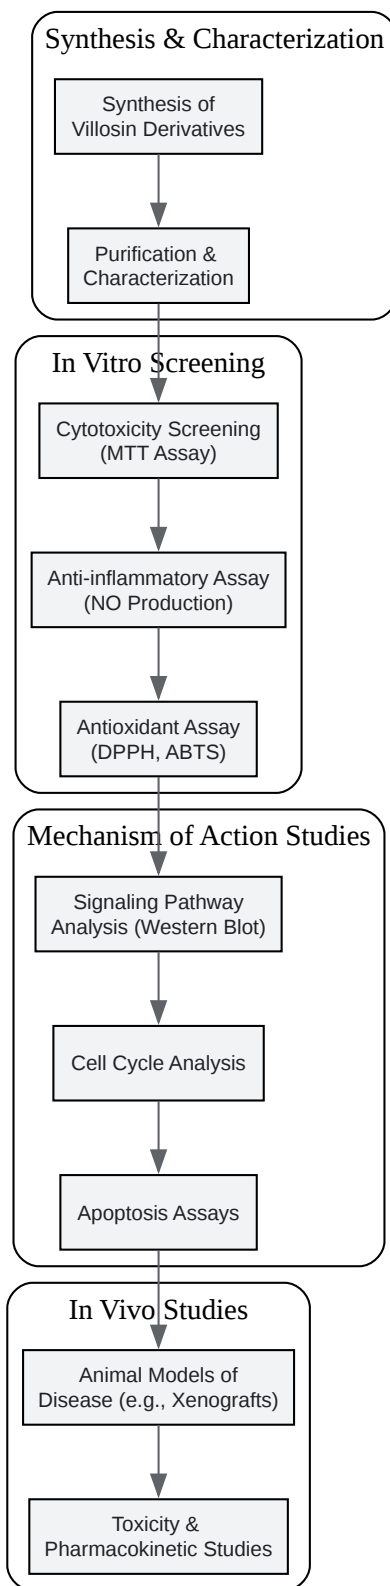 Synthesis & Characterization
Synthesis of
Villosin Derivatives
Purification &
Characterization
In Vitro Screening
Cytotoxicity Screening
(MTT Assay)
Anti-inflammatory Assay
(NO Production)
Antioxidant Assay
(DPPH, ABTS)
Mechanism of Action Studies
Signaling Pathway
Analysis (Western Blot)
Cell Cycle Analysis
Apoptosis Assays
In Vivo Studies
Animal Models of
Disease (e.g., Xenografts)
Toxicity &
Pharmacokinetic Studies